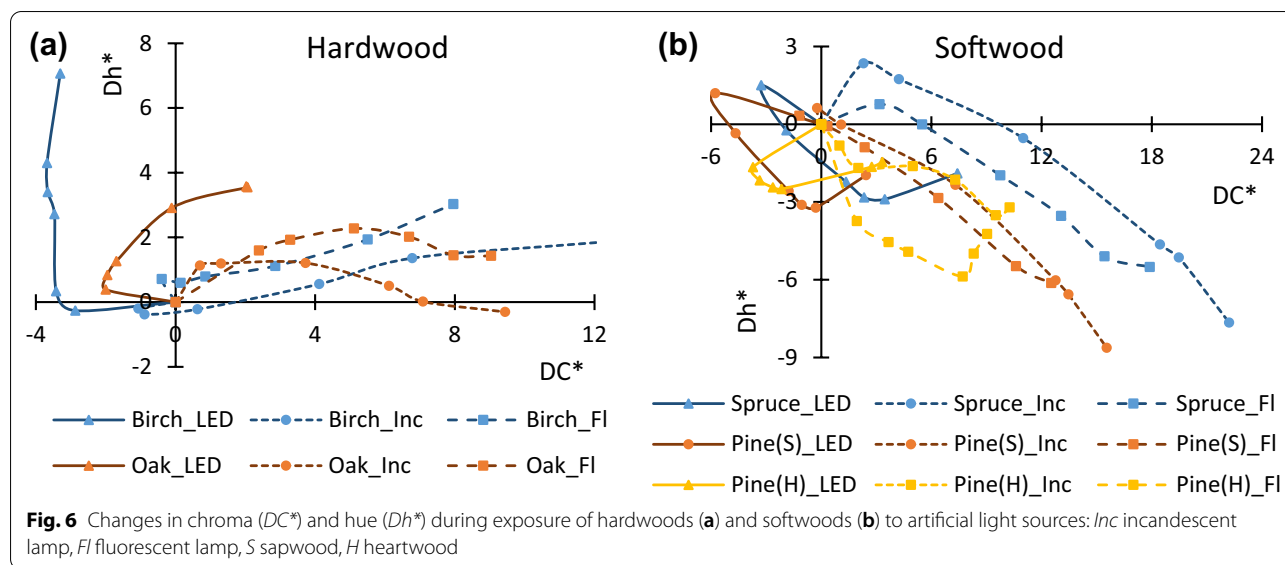 (a) Hardwood
Dh*
8
6
4
2
0
-2
-4 0 4 8 12
DC*
Birch_LED Birch_Inc Birch_Fl
Oak_LED Oak_Inc Oak_Fl
(b) Softwood
3
0
-3
-6
-9
-6 0 6 12 18 24
DC*
Dh*
Spruce_LED Spruce_Inc Spruce_Fl
Pine(S)_LED Pine(S)_Inc Pine(S)_Fl
Pine(H)_LED Pine(H)_Inc Pine(H)_Fl
Fig. 6 Changes in chroma (DC*) and hue (Dh*) during exposure of hardwoods (a) and softwoods (b) to artificial light sources: Inc incandescent
lamp, Fl fluorescent lamp, S sapwood, H heartwood